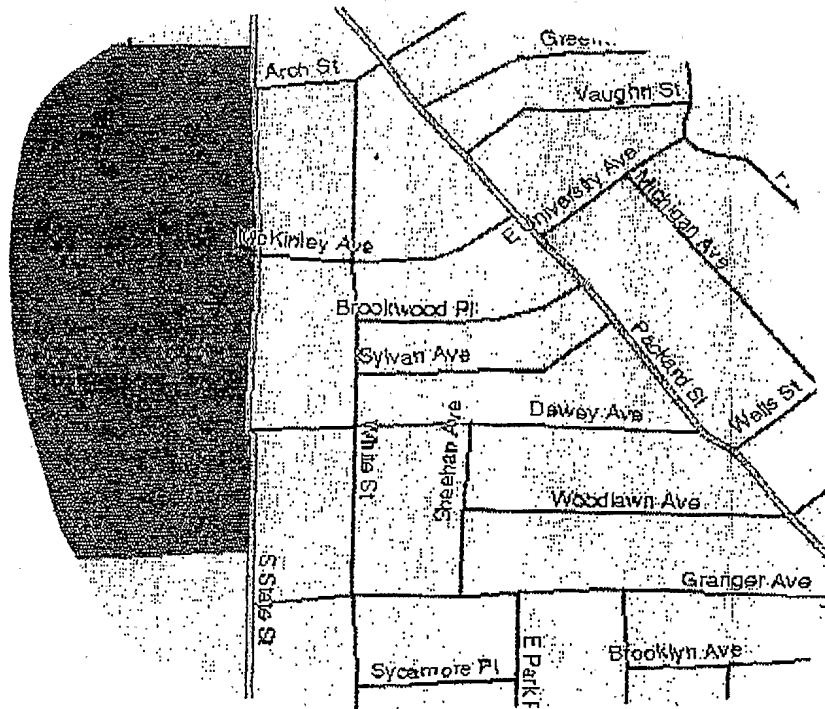 Green
Arch St
Vaughn St
E University Ave
Michigan Ave
McKinley Ave
Brookwood Pl
Packard St
Sylvan Ave
Wells St
Dewey Ave
White St
Sheehan Ave
Woodlawn Ave
S State St
Granger Ave
Brooklyn Ave
E Park P
Sycamore Pl